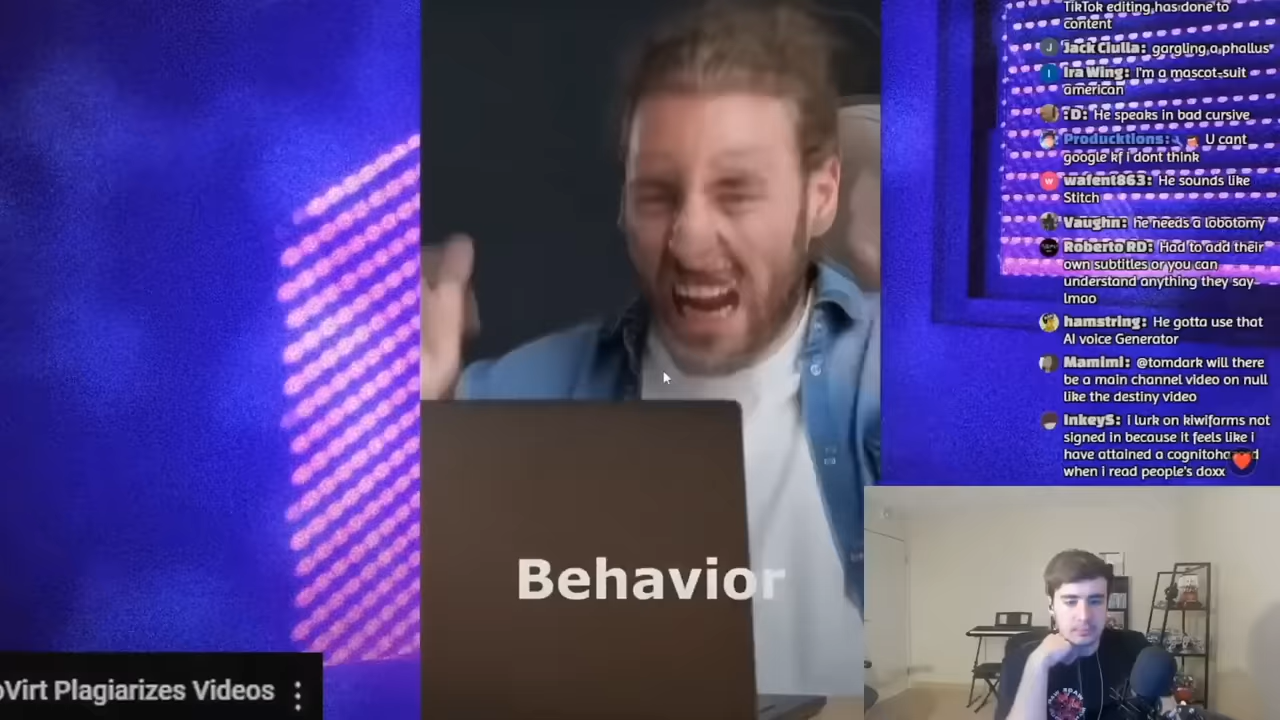 TikTok editing has done to
content
Jack Ciulla: gargling a phallus
Ira Wing: I'm a mascot-suit
american
:D: He speaks in bad cursive
Producktions: U cant
google kf i dont think
wafent863: He sounds like
Stitch
Vaughn: he needs a lobotomy
Roberto RD: Had to add their
own subtitles or you can
understand anything they say
lmao
hamstring: He gotta use that
AI voice Generator
Mamimi: @tomdark will there
be a main channel video on null
like the destiny video
InkeyS: i lurk on kiwifarms not
signed in because it feels like i
have attained a
when i read people's doxx
Behavior
oVirt Plagiarizes Videos